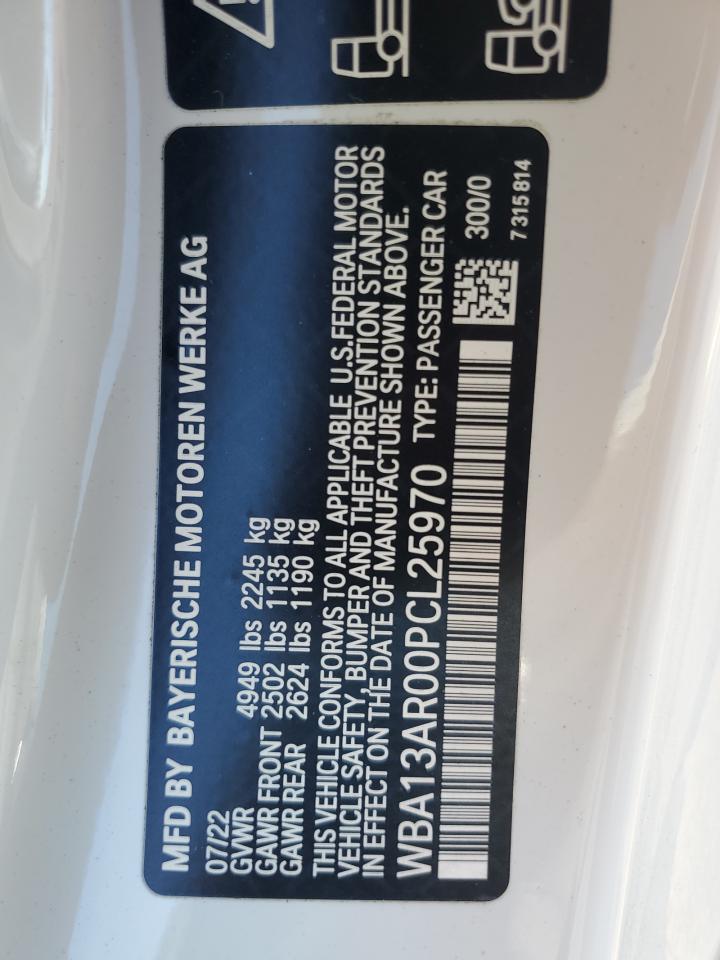 MFD BY BAYERISCHE MOTOREN WERKE AG
07/22
GVWR 4949 lbs 2245 kg
GAWR FRONT 2502 lbs 1135 kg
GAWR REAR 2624 lbs 1190 kg
THIS VEHICLE CONFORMS TO ALL APPLICABLE U.S.FEDERAL MOTOR
VEHICLE SAFETY, BUMPER AND THEFT PREVENTION STANDARDS
IN EFFECT ON THE DATE OF MANUFACTURE SHOWN ABOVE.
WBA13AR00PCL25970 TYPE: PASSENGER CAR
300/0
7 315 814